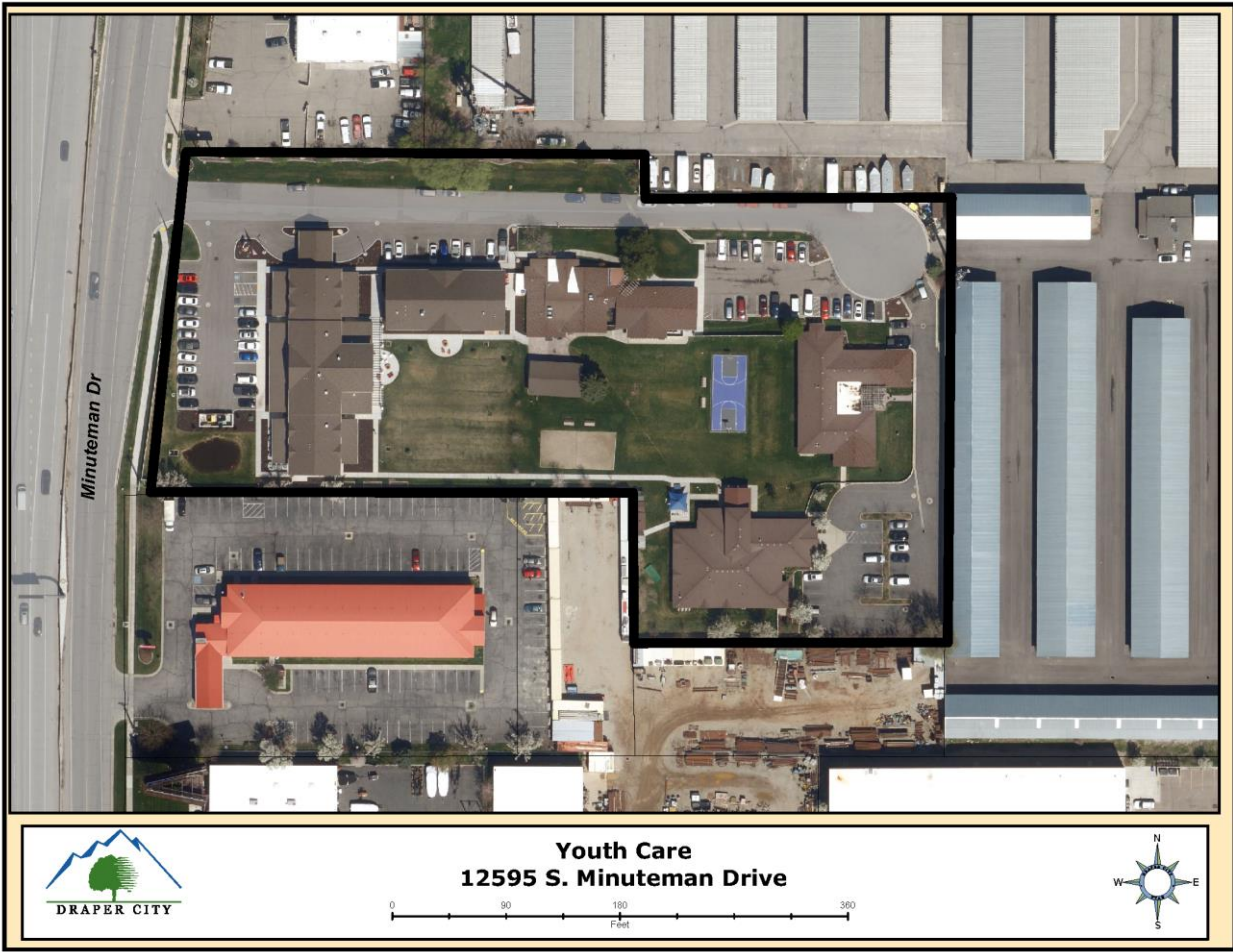 Minuteman Dr
DRAPER CITY
Youth Care
12595 S. Minuteman Drive
0 90 180 360
Feet
N
W E
S